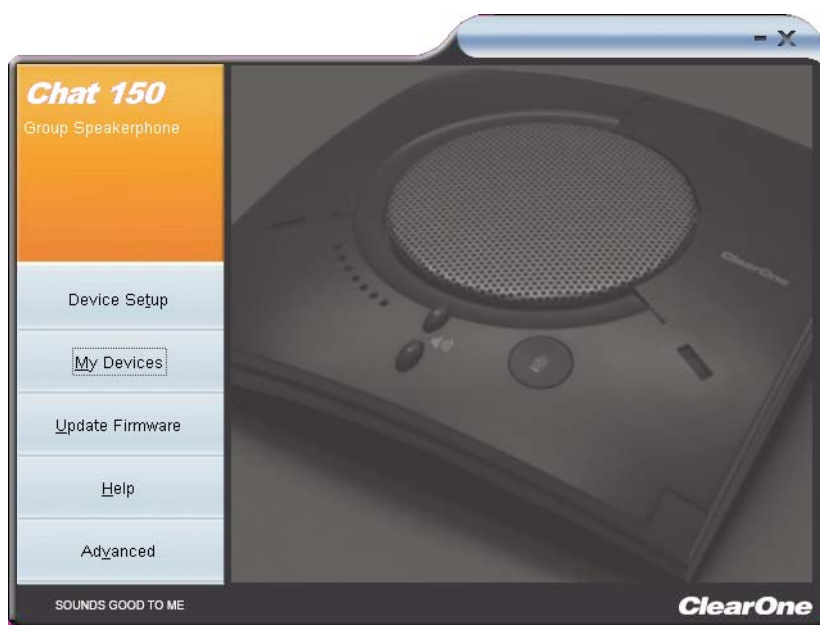 Chat 150
Group Speakerphone
Device Setup
My Devices
Update Firmware
Help
Advanced
ClearOne
SOUNDS GOOD TO ME
ClearOne